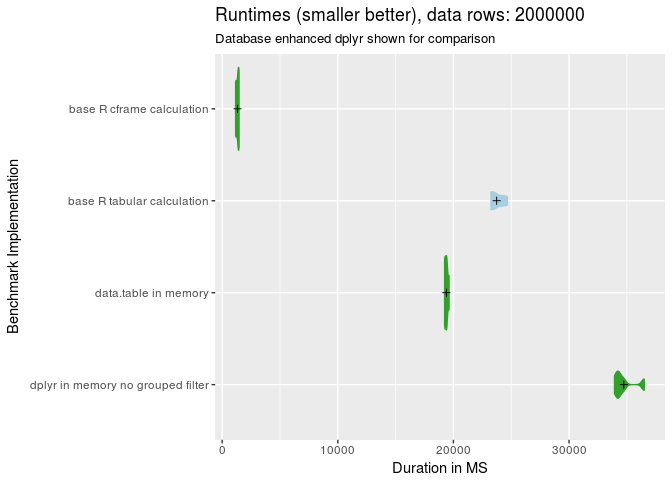 Runtimes (smaller better), data rows: 2000000
Database enhanced dplyr shown for comparison
Benchmark Implementation
base R cframe calculation
base R tabular calculation
data.table in memory
dplyr in memory no grouped filter
0 10000 20000 30000
Duration in MS